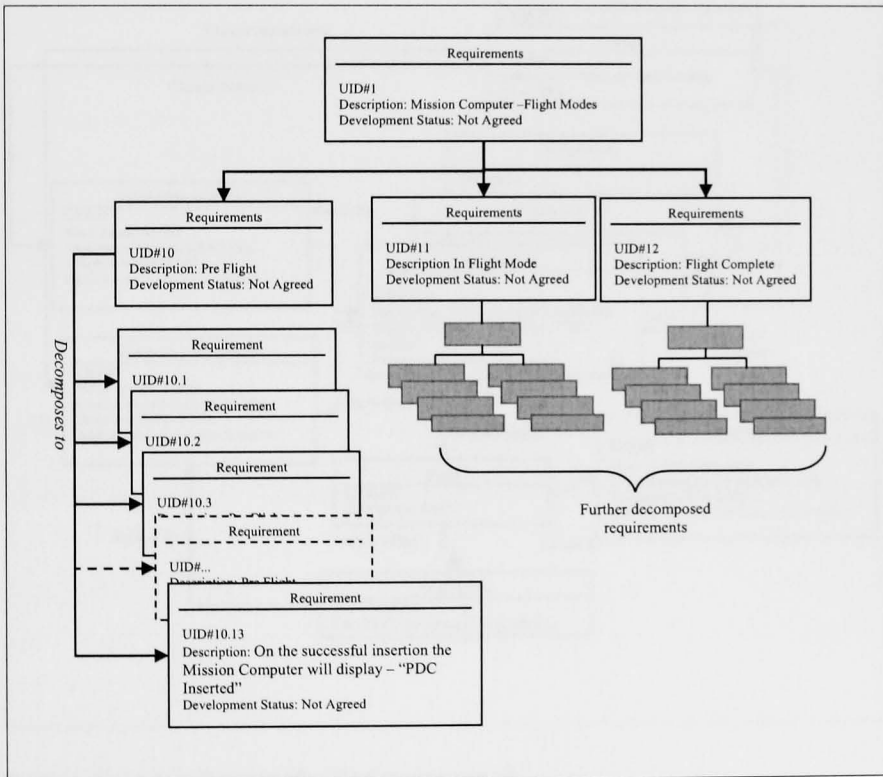 Requirements
UID#1
Description: Mission Computer –Flight Modes
Development Status: Not Agreed
Requirements
UID#10
Description: Pre Flight
Development Status: Not Agreed
Requirements
UID#11
Description In Flight Mode
Development Status: Not Agreed
Requirements
UID#12
Description: Flight Complete
Development Status: Not Agreed
Decomposes to
Requirement
UID#10.1
Requirement
UID#10.2
Requirement
UID#10.3
Requirement
UID#...
Description: Pre Flight
Requirement
UID#10.13
Description: On the successful insertion the
Mission Computer will display – “PDC
Inserted”
Development Status: Not Agreed
Further decomposed
requirements